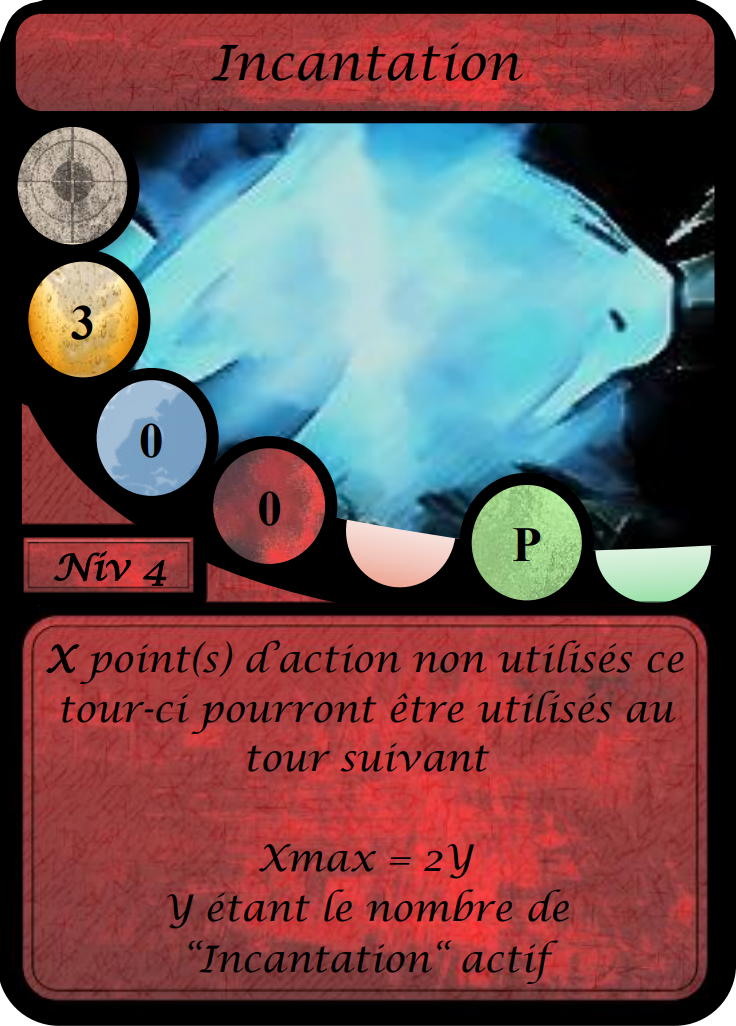 Incantation
3
0
0
P
Niv 4
X point(s) d'action non utilisés ce
tour-ci pourront être utilisés au
tour suivant
Xmax = 2Y
Y étant le nombre de
“Incantation“ actif